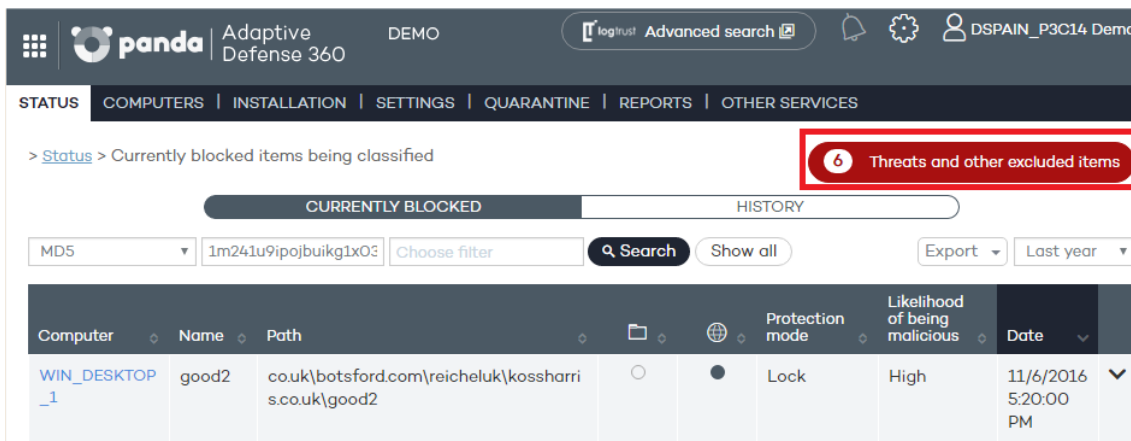 panda
Adaptive
Defense 360
DEMO
logtrust Advanced search
DSPAIN_P3C14 Demo
STATUS COMPUTERS | INSTALLATION | SETTINGS | QUARANTINE | REPORTS | OTHER SERVICES
> Status > Currently blocked items being classified
6 Threats and other excluded items
CURRENTLY BLOCKED HISTORY
MD5 1m241u9ipojbuikg1x03 Choose filter Search Show all Export Last year
Computer Name Path Protection mode Likelihood of being malicious Date
WIN_DESKTOP
_1
good2
co.uk\botsford.com\reicheluk\kossharri
s.co.uk\good2
Lock
High
11/6/2016
5:20:00
PM